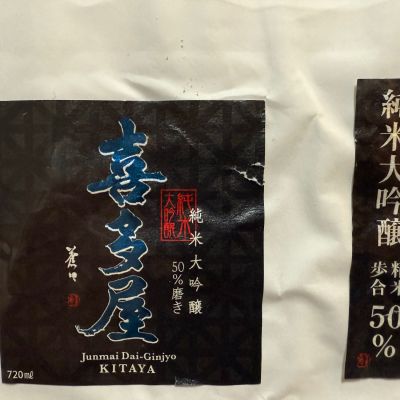 喜多屋
純米
大吟醸
純米大吟醸
50%磨き
Junmai Dai-Ginjyo
KITAYA
720ml
純米大吟醸
精米
歩合
50%